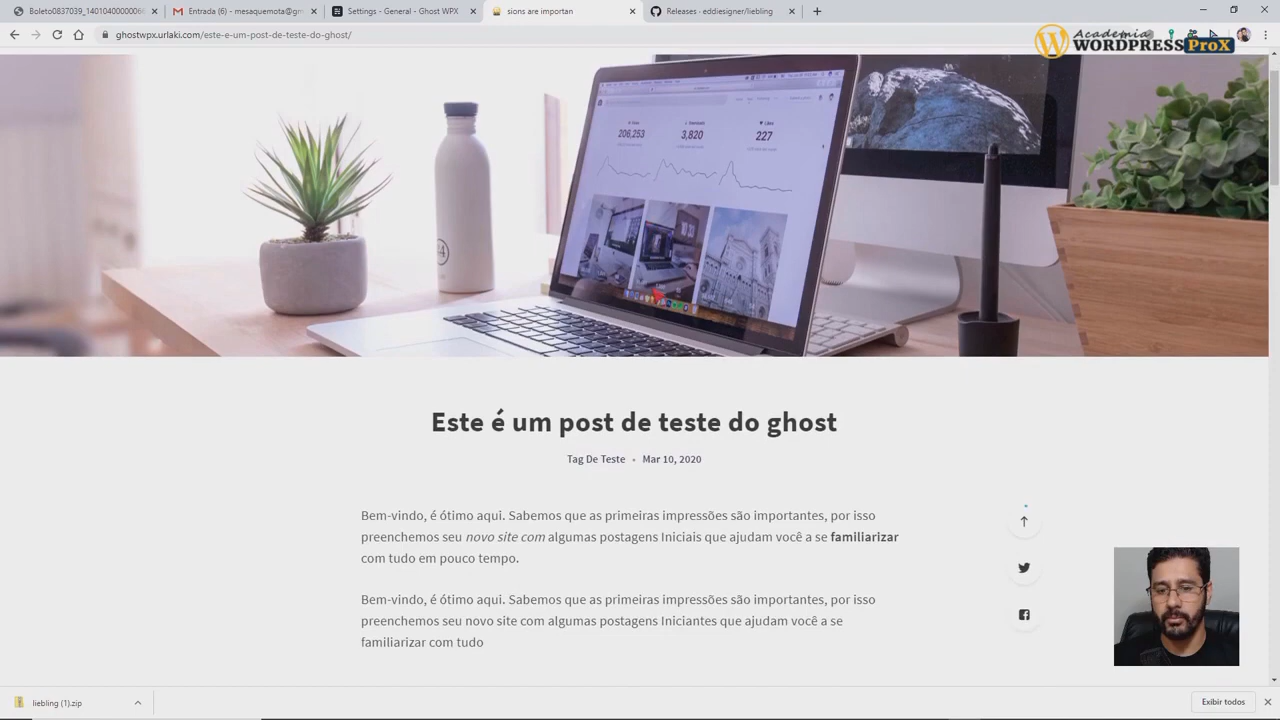 Boleto0837039_14010400000066
Entrada (6) - mesaquemota@gm
Settings - General - Ghost WPX
sions are importan
Releases · eddiesigner/liebling
ghostwpx.urlaki.com/este-e-um-post-de-teste-do-ghost/
Academia
WORDPRESS ProX
206,253
3,820
227
Este é um post de teste do ghost
Tag De Teste • Mar 10, 2020
Bem-vindo, é ótimo aqui. Sabemos que as primeiras impressões são importantes, por isso
preenchemos seu novo site com algumas postagens Iniciais que ajudam você a se familiarizar
com tudo em pouco tempo.
Bem-vindo, é ótimo aqui. Sabemos que as primeiras impressões são importantes, por isso
preenchemos seu novo site com algumas postagens Iniciantes que ajudam você a se
familiarizar com tudo
liebling (1).zip
Exibir todos